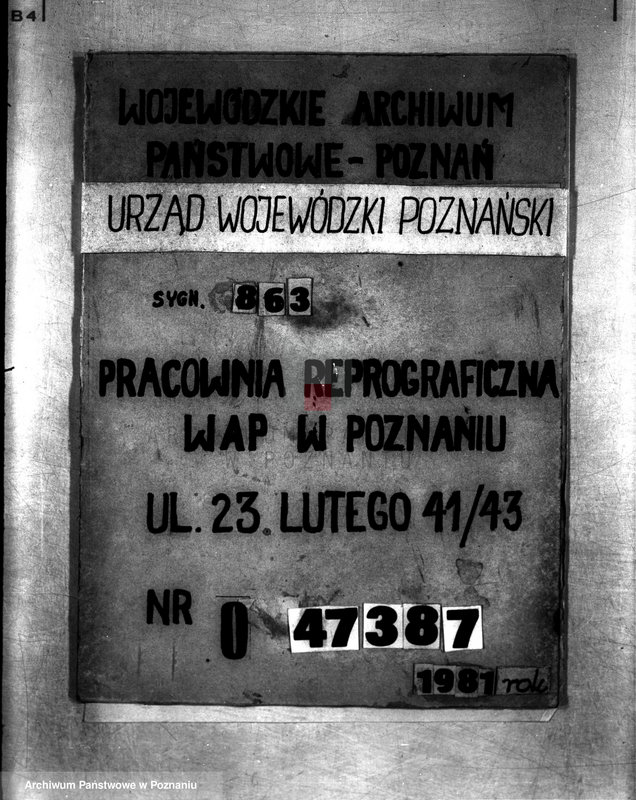 B4
WOJEWÓDZKIE ARCHIWUM
PAŃSTWOWE - POZNAŃ
URZĄD WOJEWÓDZKI POZNAŃSKI
SYGN. 863
PRACOWNIA REPROGRAFICZNA
WAP W POZNANIU
UL. 23. LUTEGO 41/43
NR 0 47387
1981 rok
Archiwum Państwowe w Poznaniu